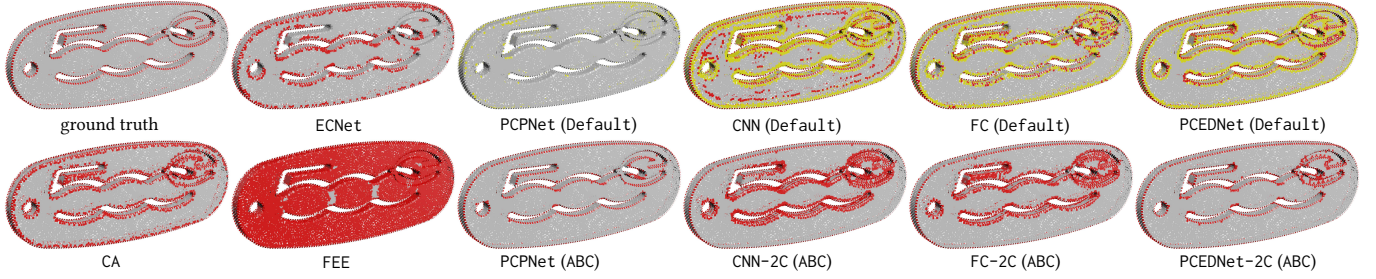 ground truth
ECNet
PCPNet (Default)
CNN (Default)
FC (Default)
PCEDNet (Default)
CA
FEE
PCPNet (ABC)
CNN-2C (ABC)
FC-2C (ABC)
PCEDNet-2C (ABC)